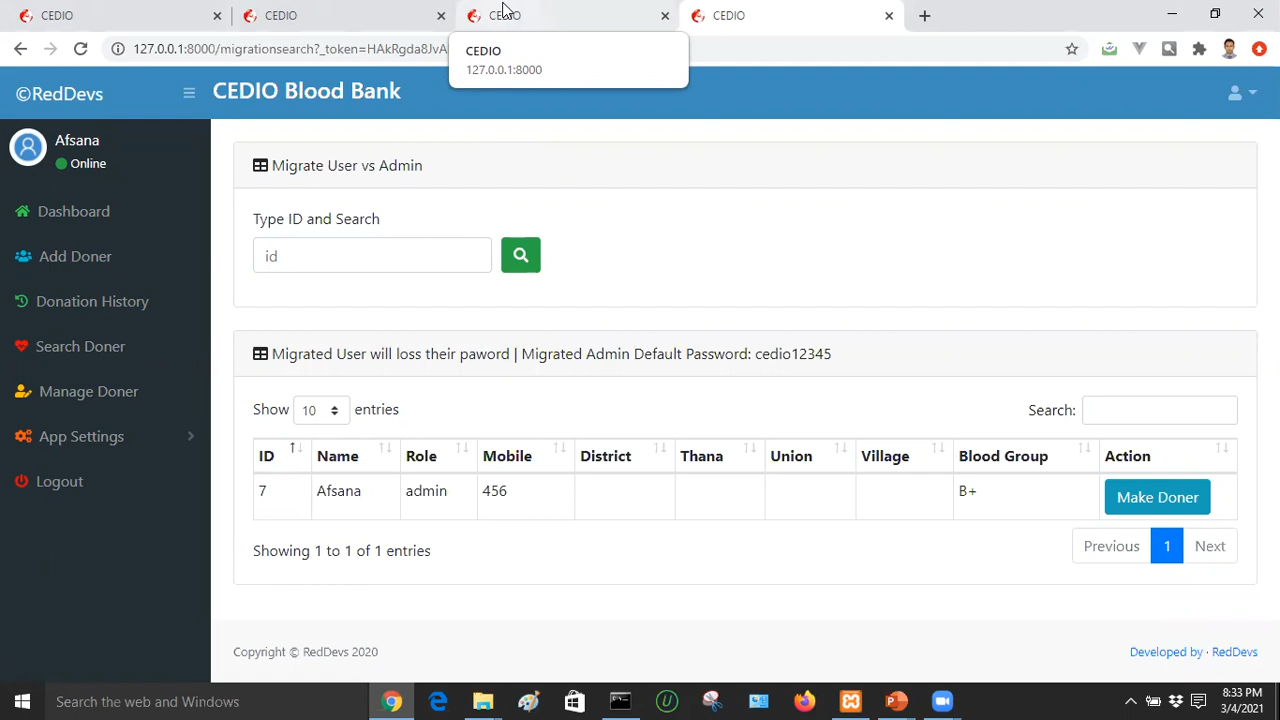 CEDIO
CEDIO
CEDIO
CEDIO
127.0.0.1:8000/migrationsearch?_token=HAkRgda8JvA
CEDIO
127.0.0.1:8000
©RedDevs
CEDIO Blood Bank
Afsana
Online
Dashboard
Add Doner
Donation History
Search Doner
Manage Doner
App Settings
Logout
Migrate User vs Admin
Type ID and Search
id
Migrated User will loss their paword | Migrated Admin Default Password: cedio12345
Show 10 entries
Search:
ID Name Role Mobile District Thana Union Village Blood Group Action
7 Afsana admin 456 B+ Make Doner
Showing 1 to 1 of 1 entries
Previous 1 Next
Copyright © RedDevs 2020
Developed by · RedDevs
Search the web and Windows
8:33 PM
3/4/2021